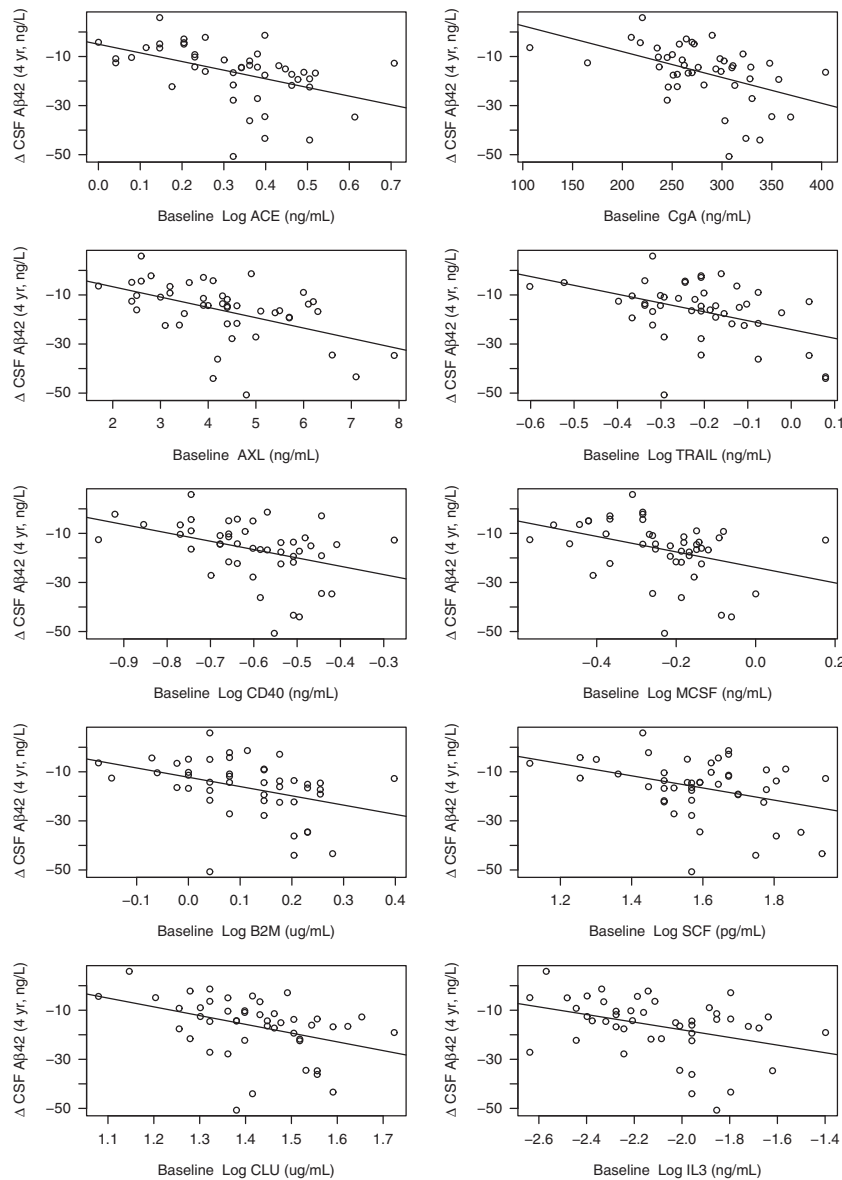 Δ CSF Aβ42 (4 yr, ng/L)
−10
−30
−50
0.0 0.1 0.2 0.3 0.4 0.5 0.6 0.7
Baseline Log ACE (ng/mL)
Δ CSF Aβ42 (4 yr, ng/L)
−10
−30
−50
100 150 200 250 300 350 400
Baseline CgA (ng/mL)
Δ CSF Aβ42 (4 yr, ng/L)
−10
−30
−50
2 3 4 5 6 7 8
Baseline AXL (ng/mL)
Δ CSF Aβ42 (4 yr, ng/L)
−10
−30
−50
−0.6 −0.5 −0.4 −0.3 −0.2 −0.1 0.0 0.1
Baseline Log TRAIL (ng/mL)
Δ CSF Aβ42 (4 yr, ng/L)
−10
−30
−50
−0.9 −0.8 −0.7 −0.6 −0.5 −0.4 −0.3
Baseline Log CD40 (ng/mL)
Δ CSF Aβ42 (4 yr, ng/L)
−10
−30
−50
−0.4 −0.2 0.0 0.2
Baseline Log MCSF (ng/mL)
Δ CSF Aβ42 (4 yr, ng/L)
−10
−30
−50
−0.1 0.0 0.1 0.2 0.3 0.4
Baseline Log B2M (ug/mL)
Δ CSF Aβ42 (4 yr, ng/L)
−10
−30
−50
1.2 1.4 1.6 1.8
Baseline Log SCF (pg/mL)
Δ CSF Aβ42 (4 yr, ng/L)
−10
−30
−50
1.1 1.2 1.3 1.4 1.5 1.6 1.7
Baseline Log CLU (ug/mL)
Δ CSF Aβ42 (4 yr, ng/L)
−10
−30
−50
−2.6 −2.4 −2.2 −2.0 −1.8 −1.6 −1.4
Baseline Log IL3 (ng/mL)